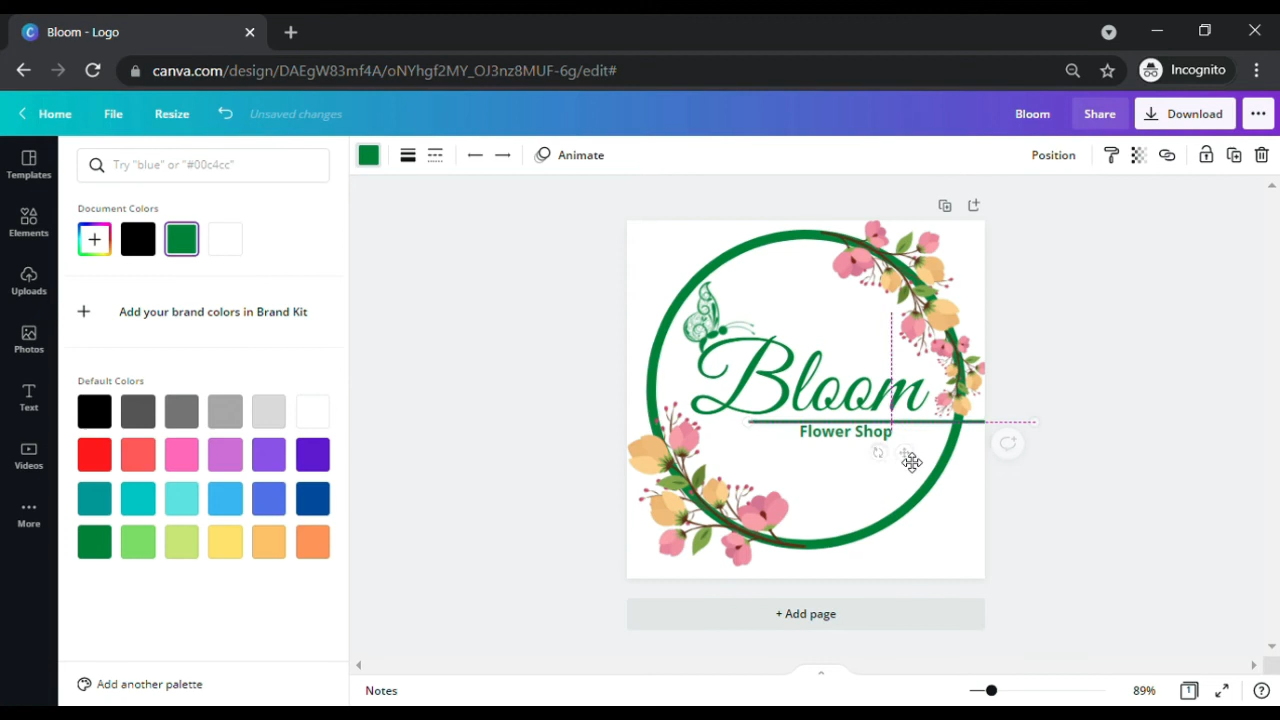 Bloom - Logo
canva.com/design/DAEgW83mf4A/oNYhgf2MY_OJ3nz8MUF-6g/edit#
Incognito
Home File Resize Unsaved changes Bloom Share Download
Templates
Elements
Uploads
Photos
Text
Videos
More
Try "blue" or "#00c4cc"
Document Colors
Add your brand colors in Brand Kit
Default Colors
Add another palette
Animate Position
Bloom
Flower Shop
+ Add page
Notes 89% 1